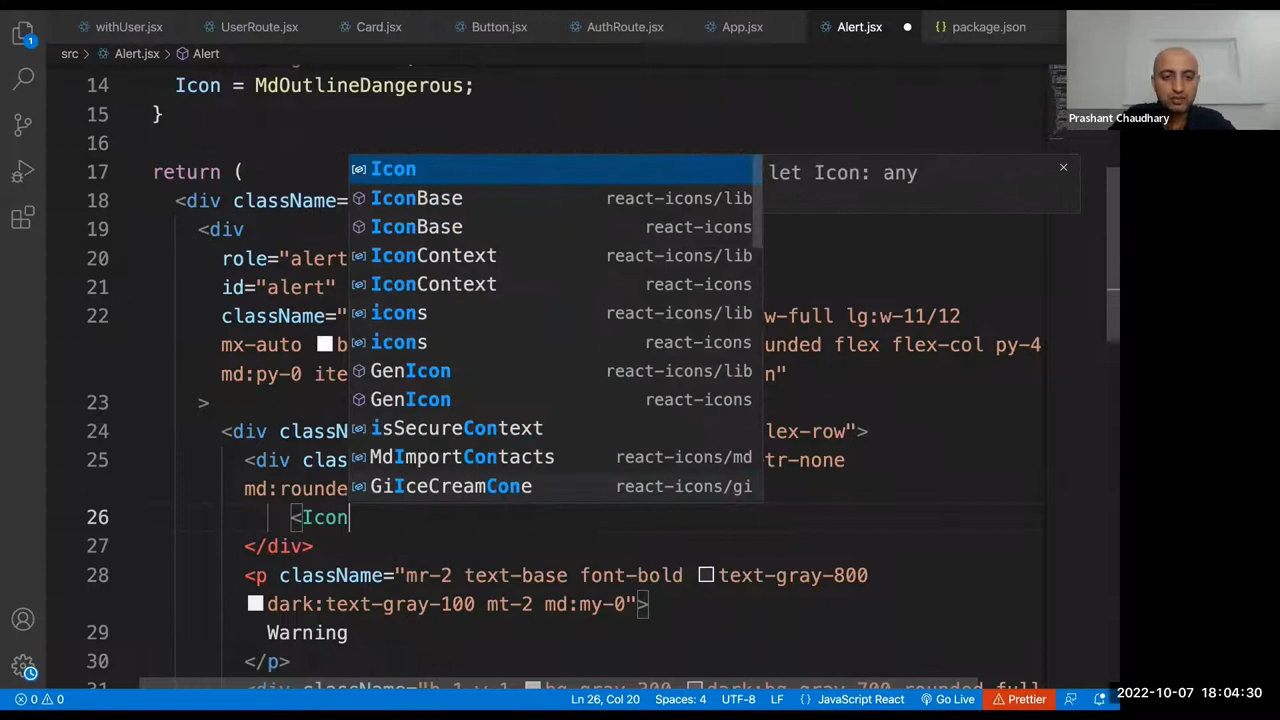 withUser.jsx UserRoute.jsx Card.jsx Button.jsx AuthRoute.jsx App.jsx Alert.jsx package.json
src > Alert.jsx > Alert
14 Icon = MdOutlineDangerous;
15 }
16
17 return (
18 <div className=
19 <div
20 role="alert
21 id="alert"
22 className=" w-full lg:w-11/12
mx-auto b unded flex flex-col py-4
md:py-0 ite n"
23 >
24 <div classN lex-row">
25 <div clas tr-none
md:rounde
26 <Icon
27 </div>
28 <p className="mr-2 text-base font-bold text-gray-800
dark:text-gray-100 mt-2 md:my-0">
29 Warning
30 </p>
Icon
IconBase react-icons/lib
IconBase react-icons
IconContext react-icons/lib
IconContext react-icons
icons react-icons/lib
icons react-icons
GenIcon react-icons/lib
GenIcon react-icons
isSecureContext
MdImportContacts react-icons/md
GiIceCreamCone react-icons/gi
let Icon: any
Prashant Chaudhary
1
0 0 Ln 26, Col 20 Spaces: 4 UTF-8 LF JavaScript React Go Live Prettier
2022-10-07 18:04:30